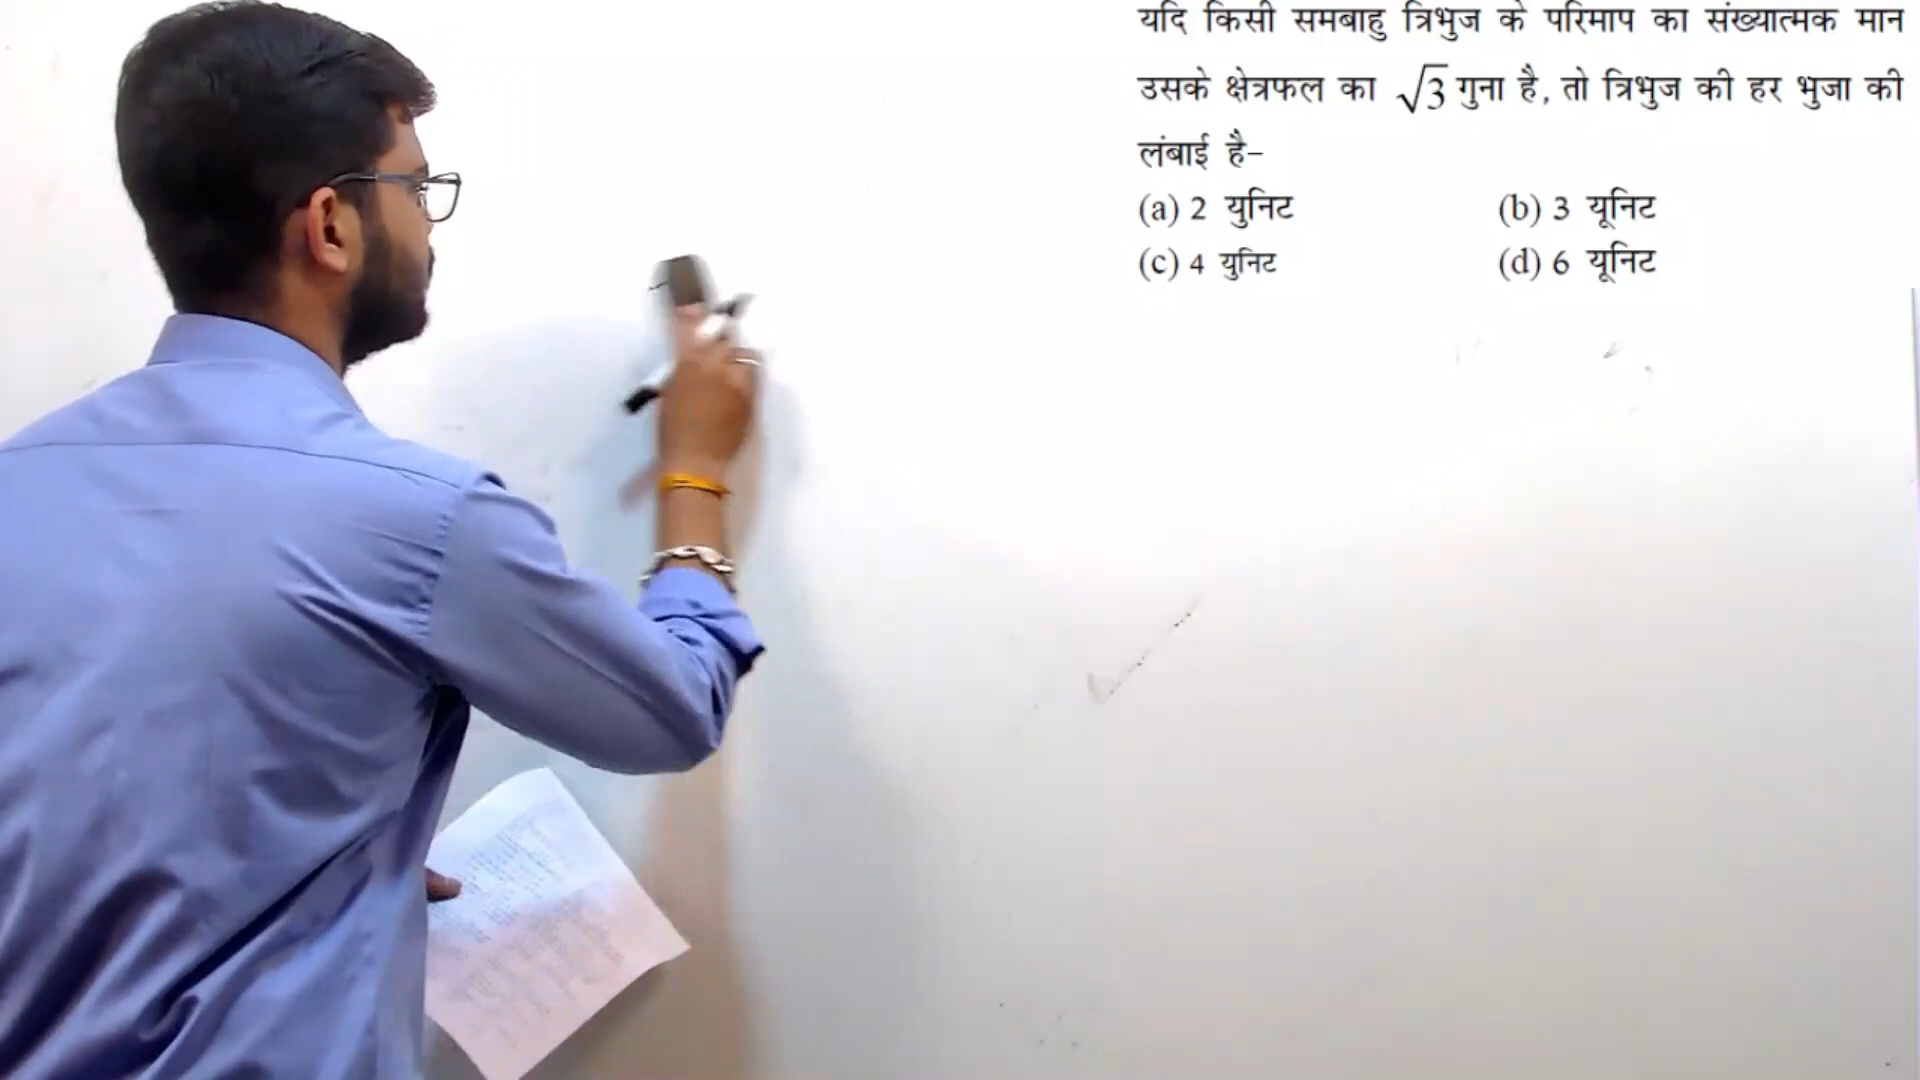 यदि किसी समबाहु त्रिभुज के परिमाप का संख्यात्मक मान
उसके क्षेत्रफल का √3 गुना है, तो त्रिभुज की हर भुजा की
लंबाई है-
(a) 2 युनिट (b) 3 यूनिट
(c) 4 युनिट (d) 6 यूनिट